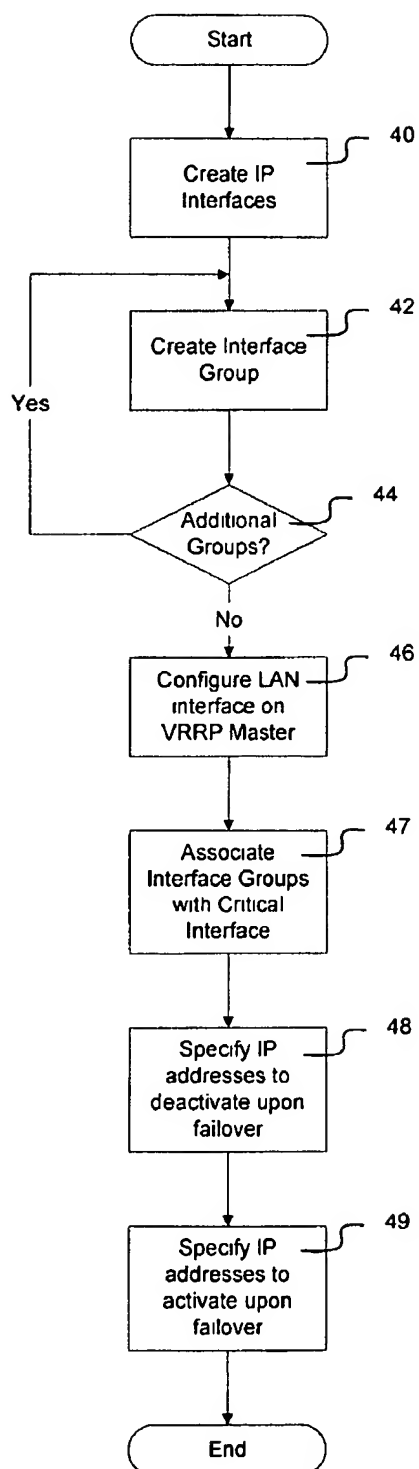 Start
40
Create IP
Interfaces
42
Create Interface
Group
Yes
44
Additional
Groups?
No
46
Configure LAN
interface on
VRRP Master
47
Associate
Interface Groups
with Critical
Interface
48
Specify IP
addresses to
deactivate upon
failover
49
Specify IP
addresses to
activate upon
failover
End